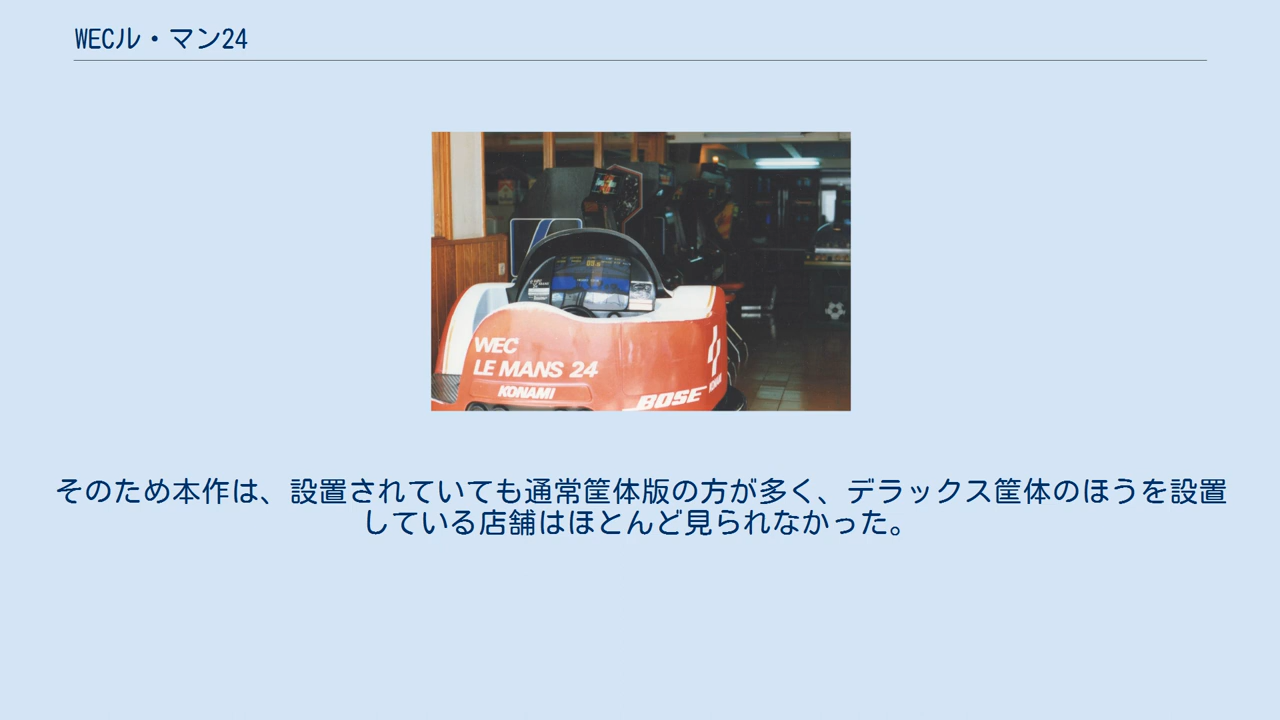 WECル・マン24
WEC
LE MANS 24
KONAMI
BOSE
そのため本作は、設置されていても通常筐体版の方が多く、デラックス筐体のほうを設置
している店舗はほとんど見られなかった。